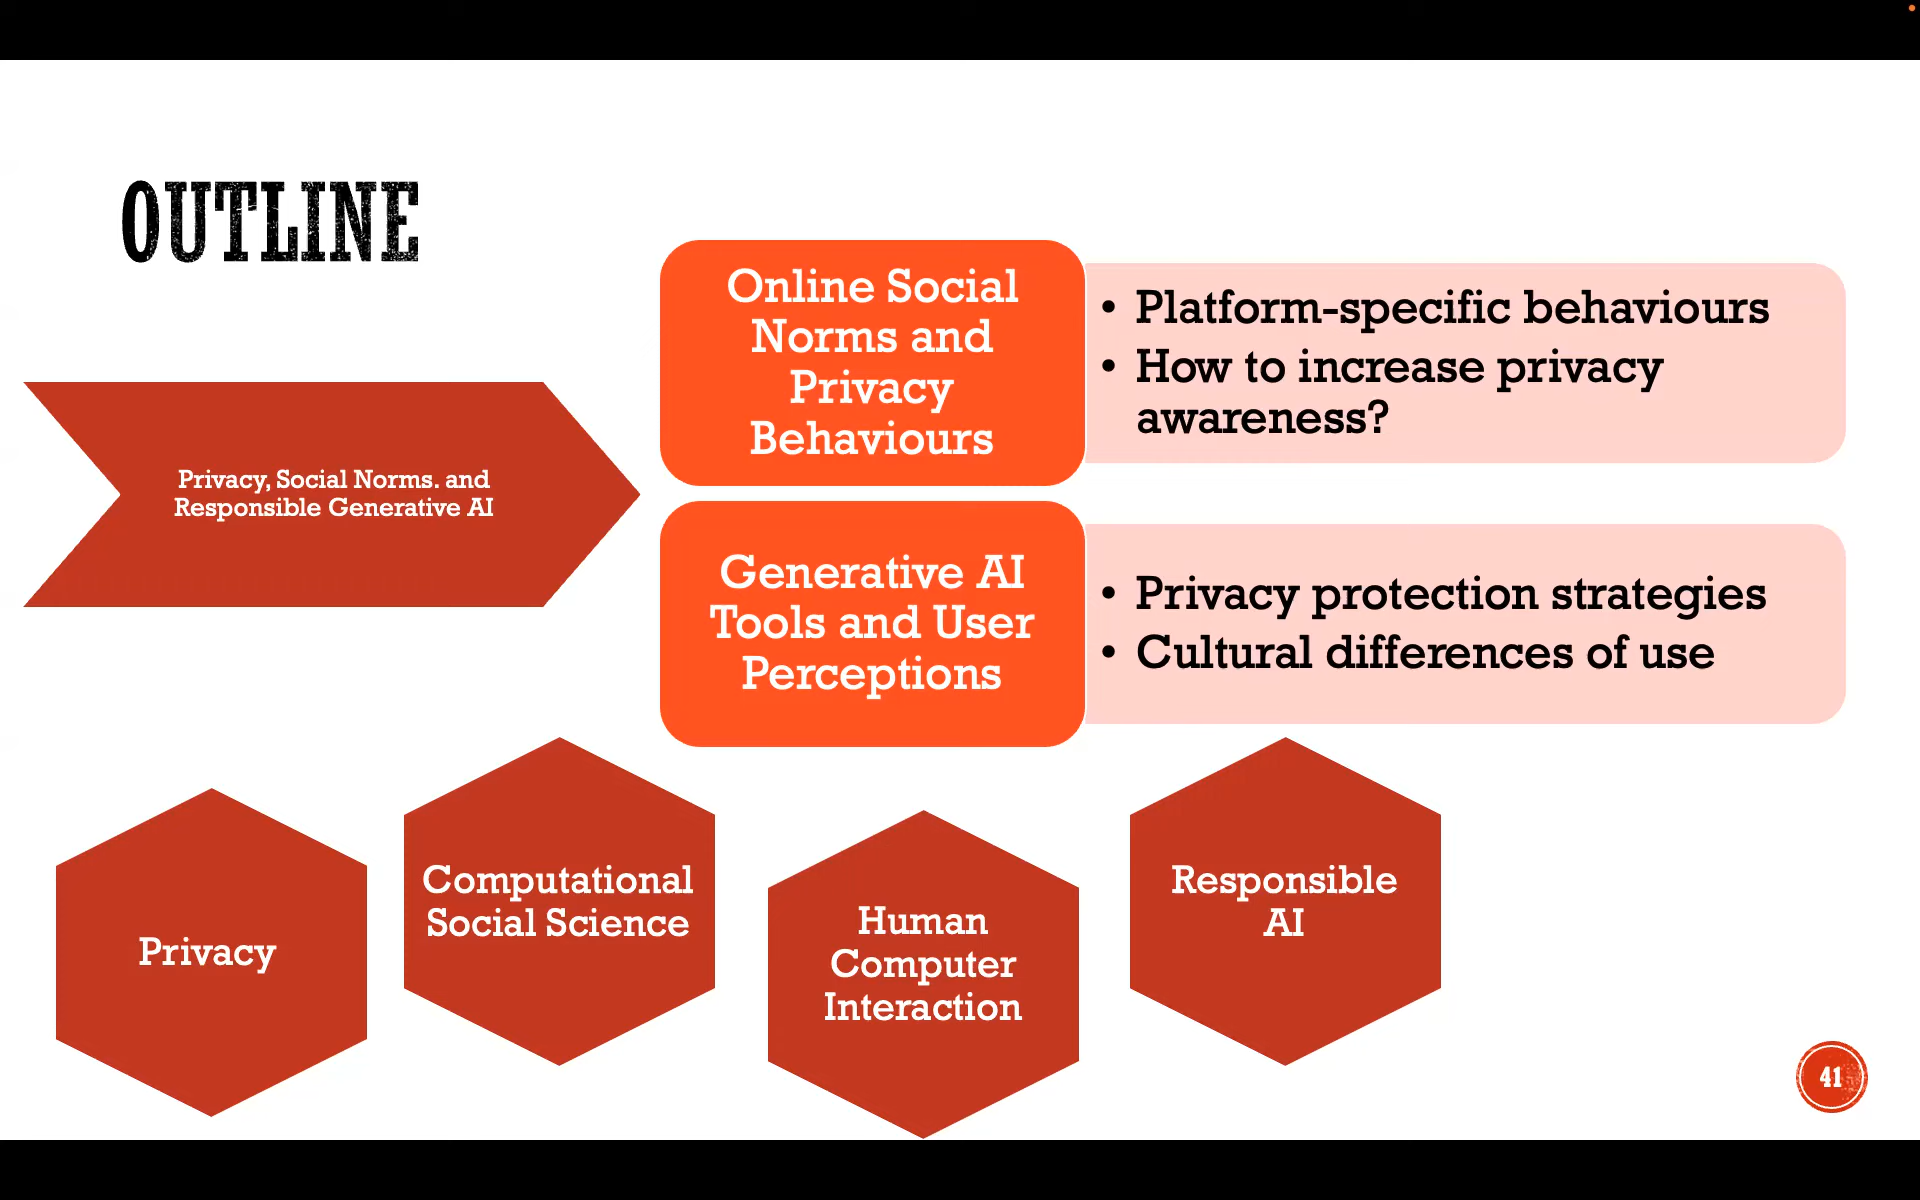 OUTLINE
Privacy, Social Norms. and
Responsible Generative AI
Online Social
Norms and
Privacy
Behaviours
• Platform-specific behaviours
• How to increase privacy
awareness?
Generative AI
Tools and User
Perceptions
• Privacy protection strategies
• Cultural differences of use
Privacy
Computational
Social Science
Human
Computer
Interaction
Responsible
AI
41